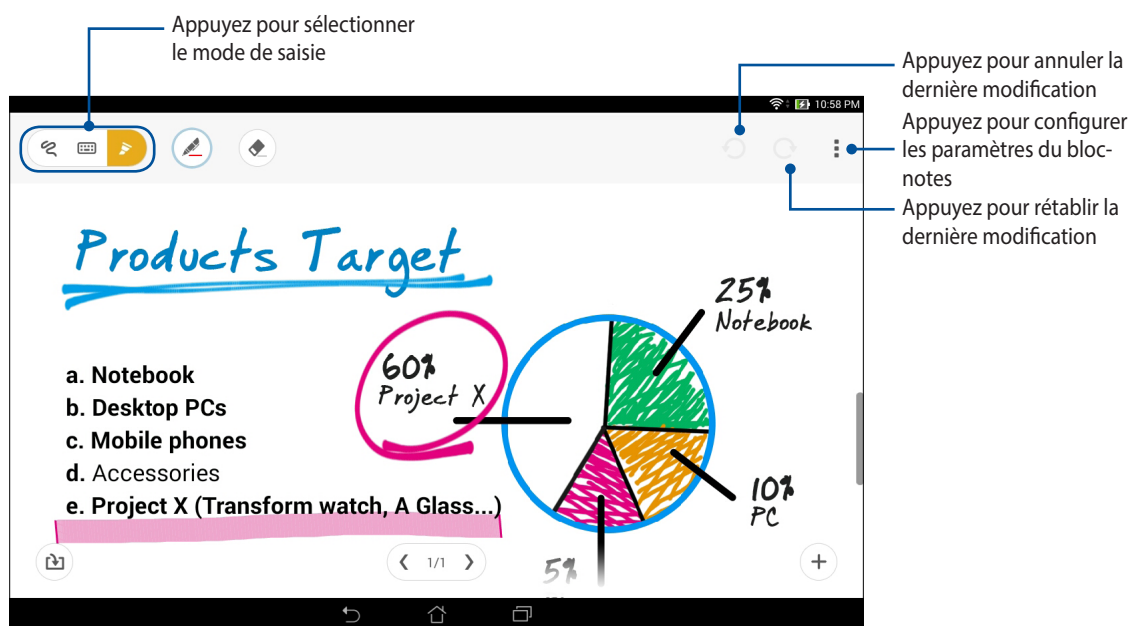 Appuyez pour sélectionner
le mode de saisie
Appuyez pour annuler la
dernière modification
Appuyez pour configurer
les paramètres du bloc-
notes
Appuyez pour rétablir la
dernière modification
10:58 PM
Products Target
25%
Notebook
60%
Project X
a. Notebook
b. Desktop PCs
c. Mobile phones
d. Accessories
e. Project X (Transform watch, A Glass...)
10%
PC
5%
1/1